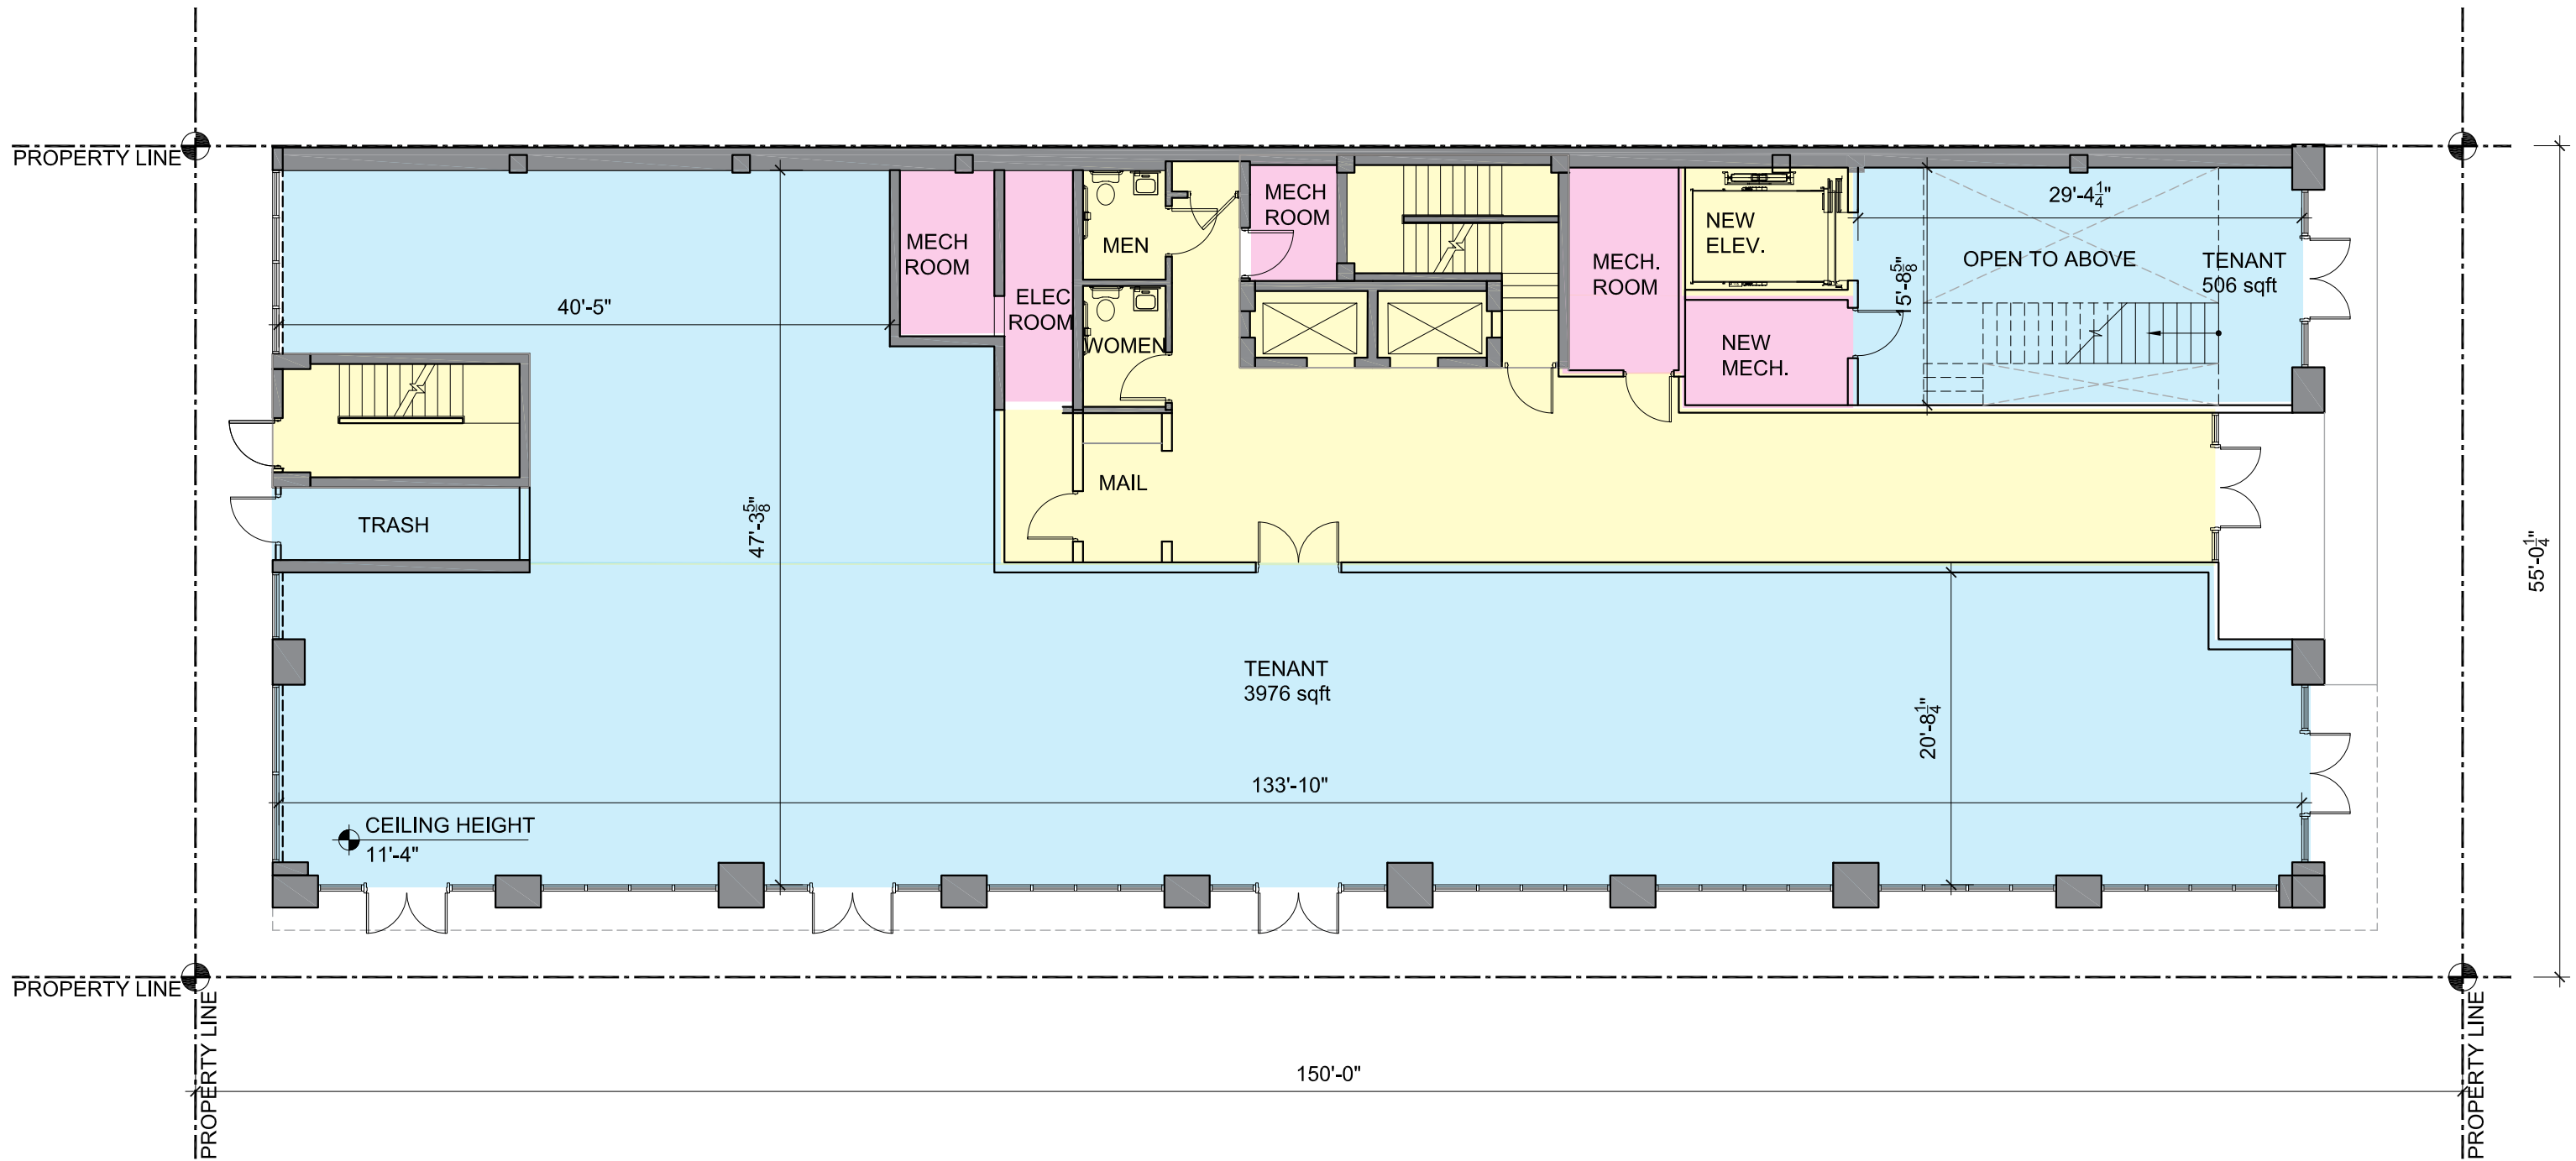 PROPERTY LINE
MECH
ROOM
29'-4 1/4"
MEN
NEW
ELEV.
MECH
ROOM
MECH.
ROOM
OPEN TO ABOVE
TENANT
506 sqft
5'-8 5/8"
ELEC
ROOM
40'-5"
WOMEN
NEW
MECH.
MAIL
TRASH
47'-3 5/8"
55'-0 1/4"
TENANT
3976 sqft
20'-8 1/4"
133'-10"
CEILING HEIGHT
11'-4"
PROPERTY LINE
PROPERTY LINE
PROPERTY LINE
150'-0"